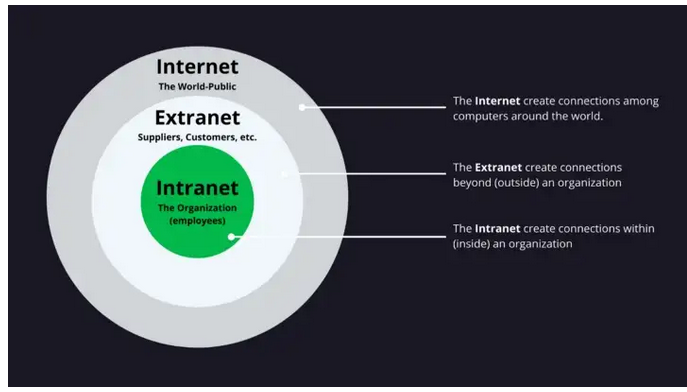 Internet
The World-Public
Extranet
Suppliers, Customers, etc.
Intranet
The Organization
(employees)
The Internet create connections among
computers around the world.
The Extranet create connections
beyond (outside) an organization
The Intranet create connections within
(inside) an organization